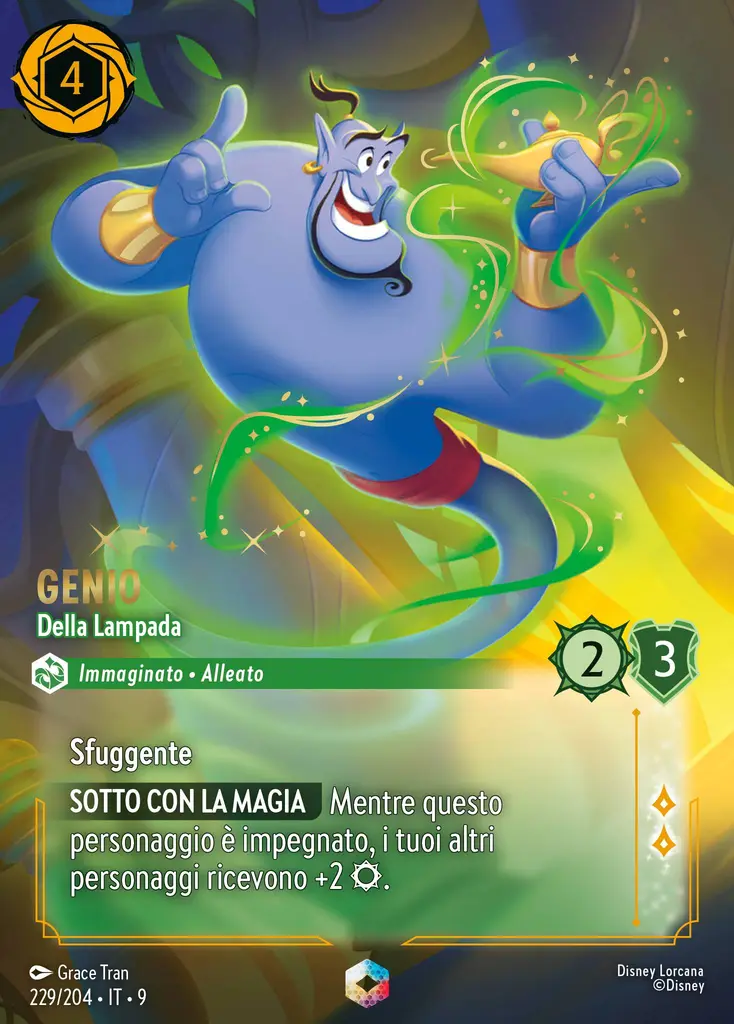 4
GENIO
Della Lampada
Immaginato • Alleato
2 3
Sfuggente
SOTTO CON LA MAGIA Mentre questo
personaggio è impegnato, i tuoi altri
personaggi ricevono +2 .
Grace Tran
229/204 • IT • 9
Disney Lorcana
©Disney